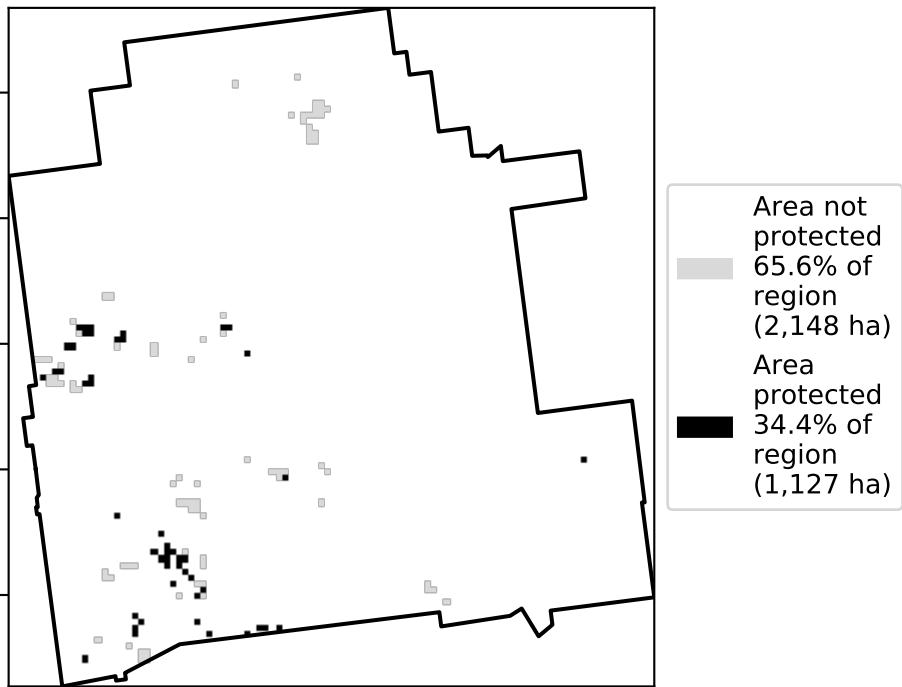 Area not
protected
65.6% of
region
(2,148 ha)
Area
protected
34.4% of
region
(1,127 ha)